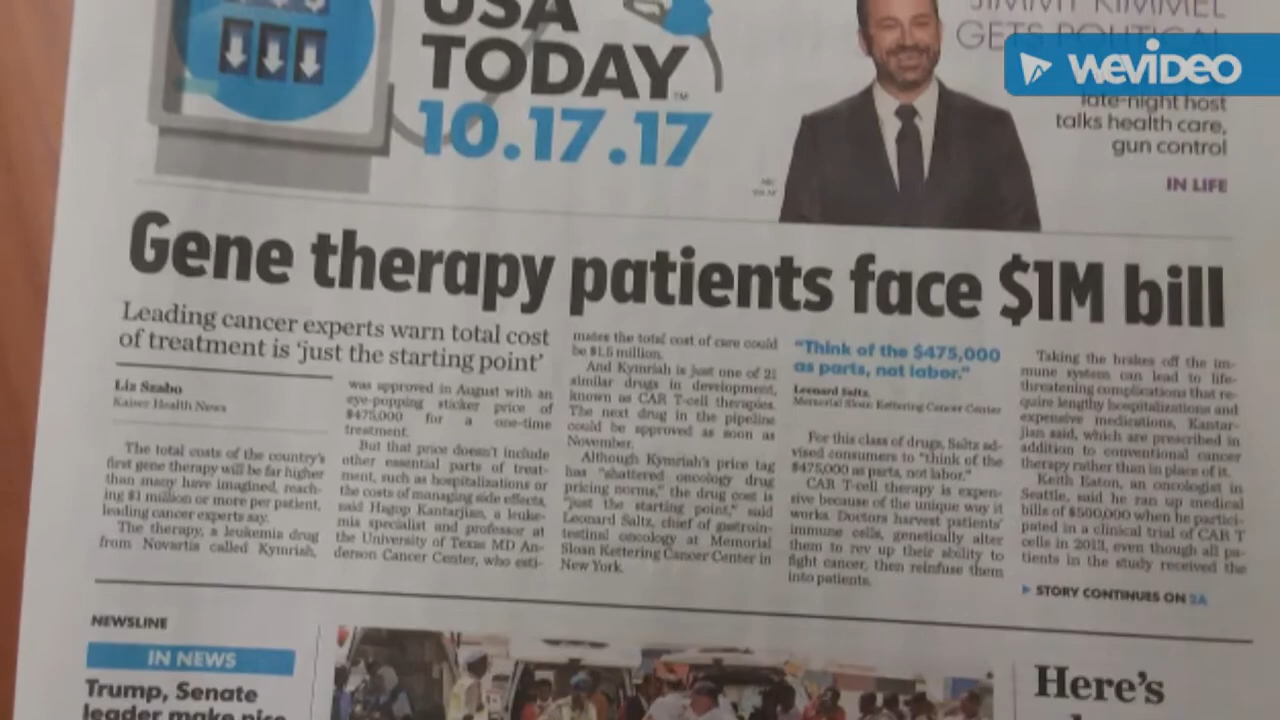 USA
TODAY™
10.17.17
JIMMY KIMMEL
GETS POLITICAL
WEVIDEO
late-night host
talks health care,
gun control
IN LIFE
Gene therapy patients face $1M bill
Leading cancer experts warn total cost
of treatment is ‘just the starting point’
Liz Szabo
Kaiser Health News
The total costs of the country’s
first gene therapy will be far higher
than many have imagined, reach-
ing $1 million or more per patient,
leading cancer experts say.
The therapy, a leukemia drug
from Novartis called Kymriah,
was approved in August with an
eye-popping sticker price of
$475,000 for a one-time
treatment.
But that price doesn’t include
other essential parts of treat-
ment, such as hospitalizations or
the costs of managing side effects,
said Hagop Kantarjian, a leuke-
mia specialist and professor at
the University of Texas MD An-
derson Cancer Center, who esti-
mates the total cost of care could
be $1.5 million.
And Kymriah is just one of 21
similar drugs in development,
known as CAR T-cell therapies.
The next drug in the pipeline
could be approved as soon as
November.
Although Kymriah’s price tag
has “shattered oncology drug
pricing norms,” the drug cost is
“just the starting point,” said
Leonard Saltz, chief of gastroin-
testinal oncology at Memorial
Sloan Kettering Cancer Center in
New York.
“Think of the $475,000
as parts, not labor.”
Leonard Saltz,
Memorial Sloan Kettering Cancer Center
For this class of drugs, Saltz ad-
vised consumers to “think of the
$475,000 as parts, not labor.”
CAR T-cell therapy is expen-
sive because of the unique way it
works. Doctors harvest patients’
immune cells, genetically alter
them to rev up their ability to
fight cancer, then reinfuse them
into patients.
Taking the brakes off the im-
mune system can lead to life-
threatening complications that re-
quire lengthy hospitalizations and
expensive medications, Kantar-
jian said, which are prescribed in
addition to conventional cancer
therapy rather than in place of it.
Keith Eaton, an oncologist in
Seattle, said he ran up medical
bills of $500,000 when he partici-
pated in a clinical trial of CAR T
cells in 2013, even though all pa-
tients in the study received the
STORY CONTINUES ON 2A
NEWSLINE
IN NEWS
Trump, Senate
leader make nice
Here’s